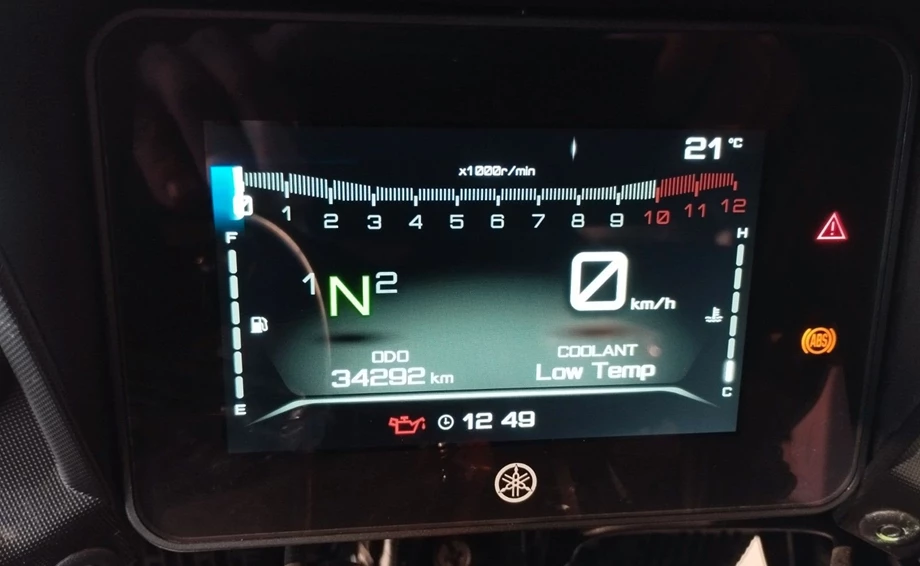 21 °C
x1000r/min
0 1 2 3 4 5 6 7 8 9 10 11 12
F
H
1 N 2
0 km/h
ODO
34292 km
COOLANT
Low Temp
E
C
12 49
ABS